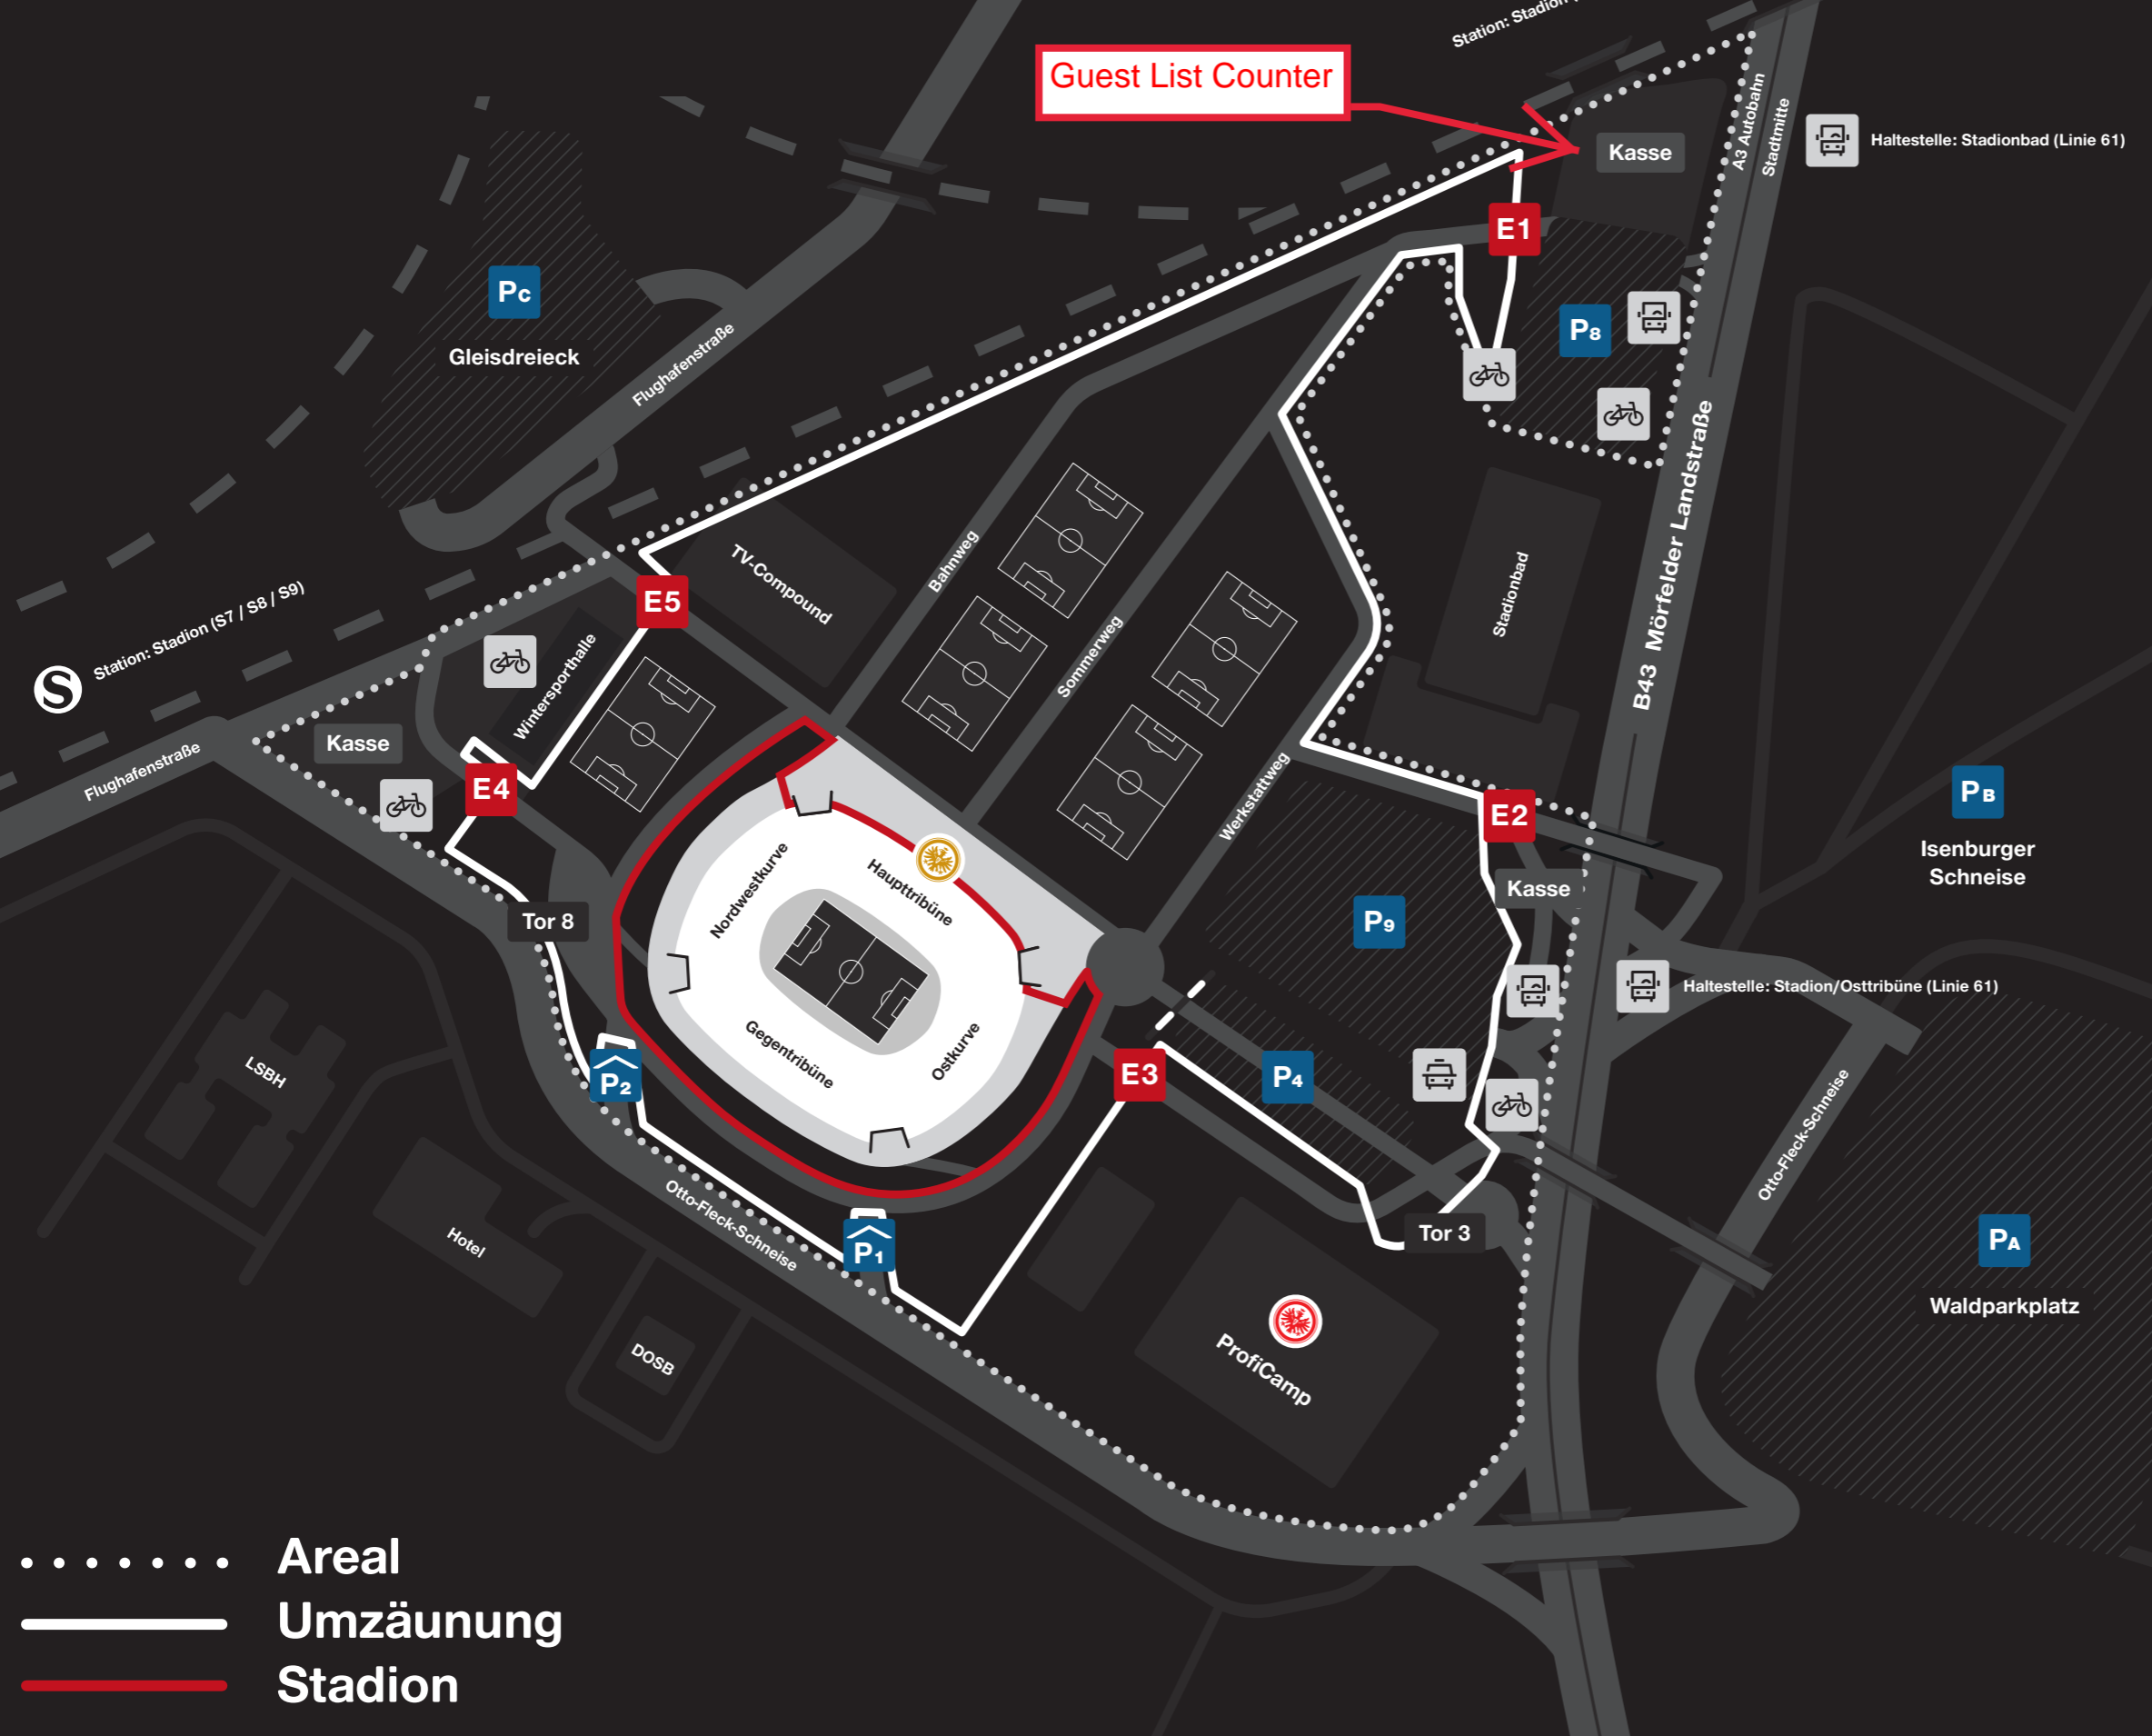 Station: Stadion
Guest List Counter
Kasse
A3 Autobahn
Stadtmitte
Haltestelle: Stadionbad (Linie 61)
E1
Pc
Gleisdreieck
Flughafenstraße
P8
B43 Mörfelder Landstraße
TV-Compound
Bahnweg
Stadionbad
E5
S
Station: Stadion (S7 / S8 / S9)
Wintersporthalle
Sommerweg
Kasse
Flughafenstraße
E4
Werkstattweg
E2
PB
Isenburger
Schneise
Nordwestkurve
Haupttribüne
Kasse
Tor 8
P9
Haltestelle: Stadion/Osttribüne (Linie 61)
Gegentribüne
Ostkurve
LSBH
P2
E3
P4
Otto-Fleck-Schneise
Otto-Fleck-Schneise
Hotel
P1
Tor 3
PA
Waldparkplatz
DOSB
ProfiCamp
Areal
Umzäunung
Stadion